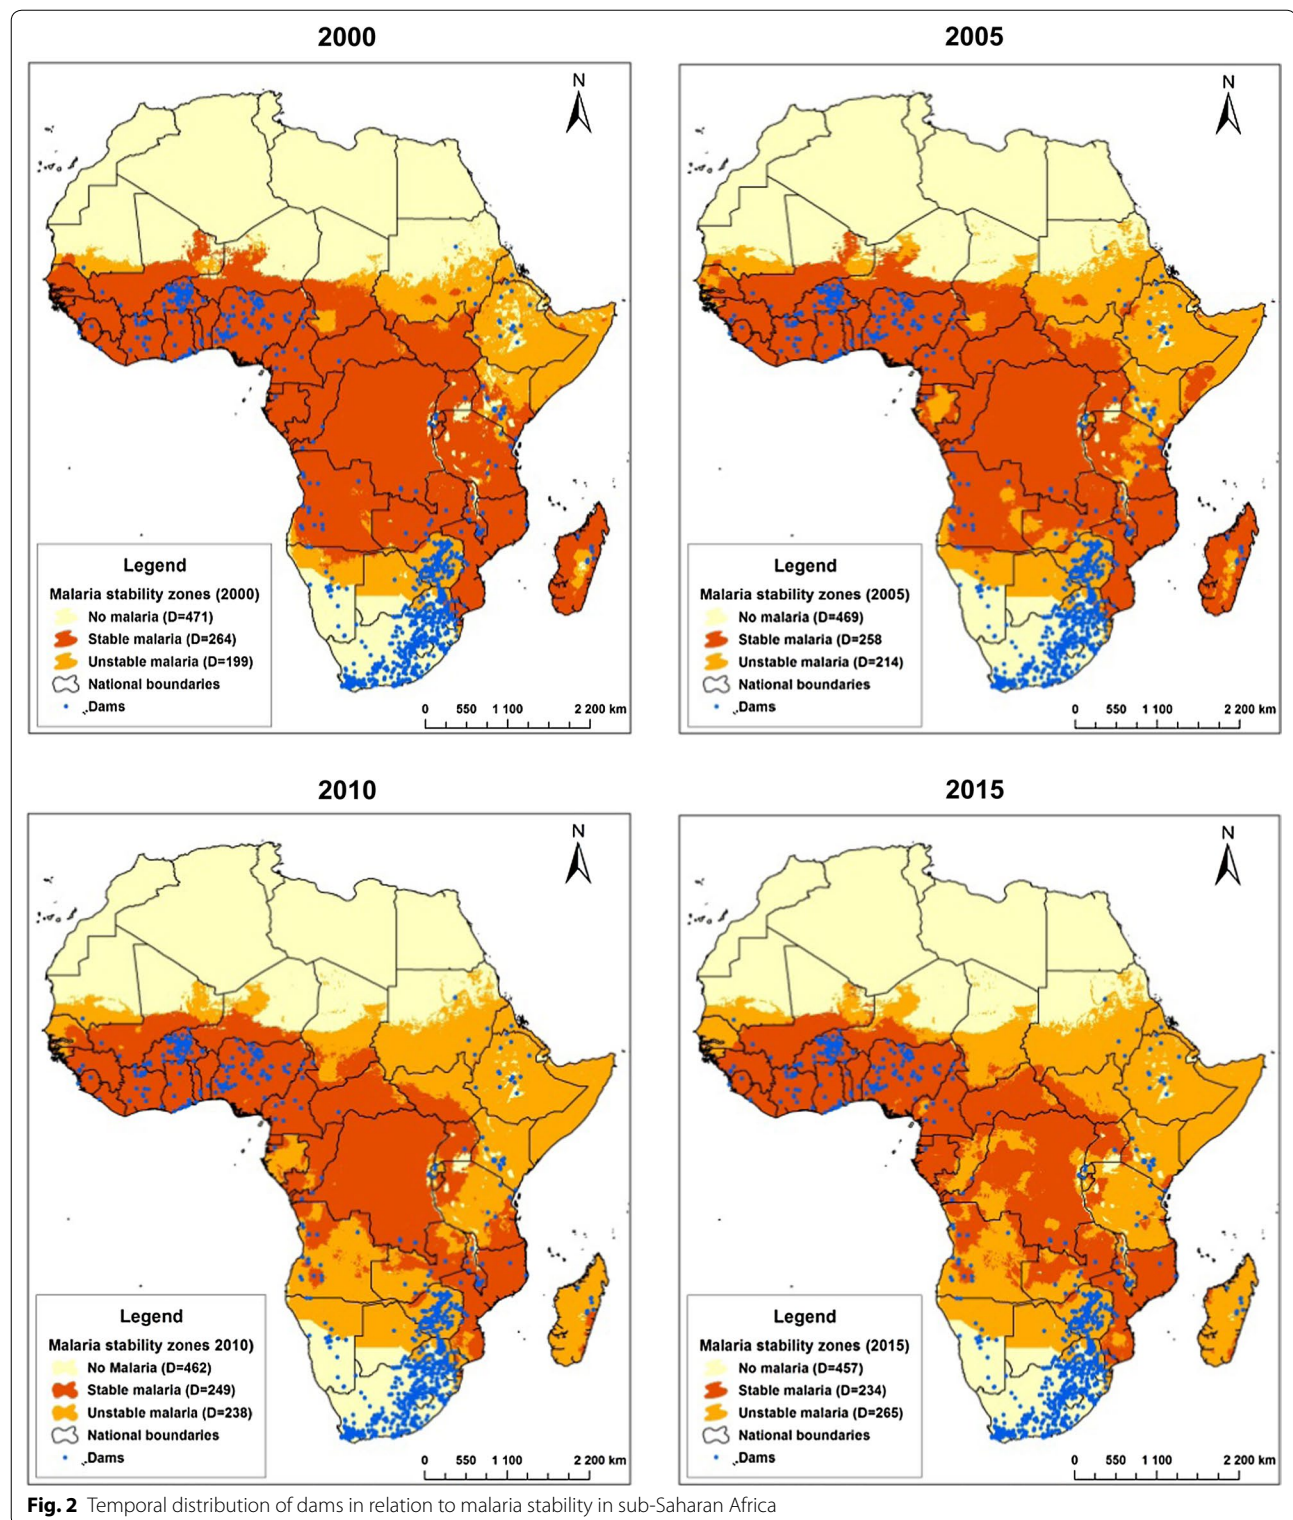 2000
2005
N
N
Legend
Malaria stability zones (2000)
No malaria (D=471)
Stable malaria (D=264)
Unstable malaria (D=199)
National boundaries
Dams
0 550 1 100 2 200 km
Legend
Malaria stability zones (2005)
No malaria (D=469)
Stable malaria (D=258
Unstable malaria (D=214)
National boundaries
Dams
0 550 1 100 2 200 km
2010
2015
N
N
Legend
Malaria stability zones 2010)
No Malaria (D=462)
Stable malaria (D=249)
Unstable malaria (D=238)
National boundaries
Dams
0 550 1 100 2 200 km
Legend
Malaria stability zones (2015)
No malaria (D=457)
Stable malaria (D=234)
Unstable malaria (D=265)
National boundaries
Dams
0 550 1 100 2 200 km
Fig. 2 Temporal distribution of dams in relation to malaria stability in sub-Saharan Africa